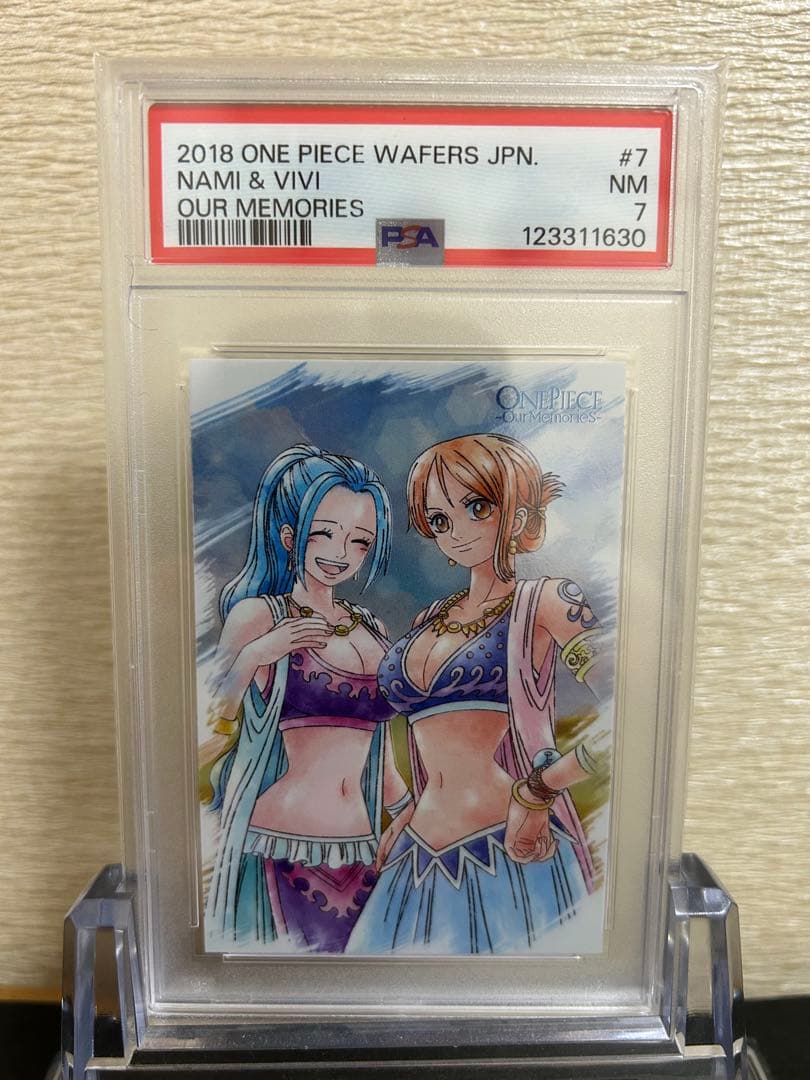 2018 ONE PIECE WAFERS JPN. #7
NAMI & VIVI NM
OUR MEMORIES 7
PSA 123311630
ONE PIECE
-Our MemorieS-